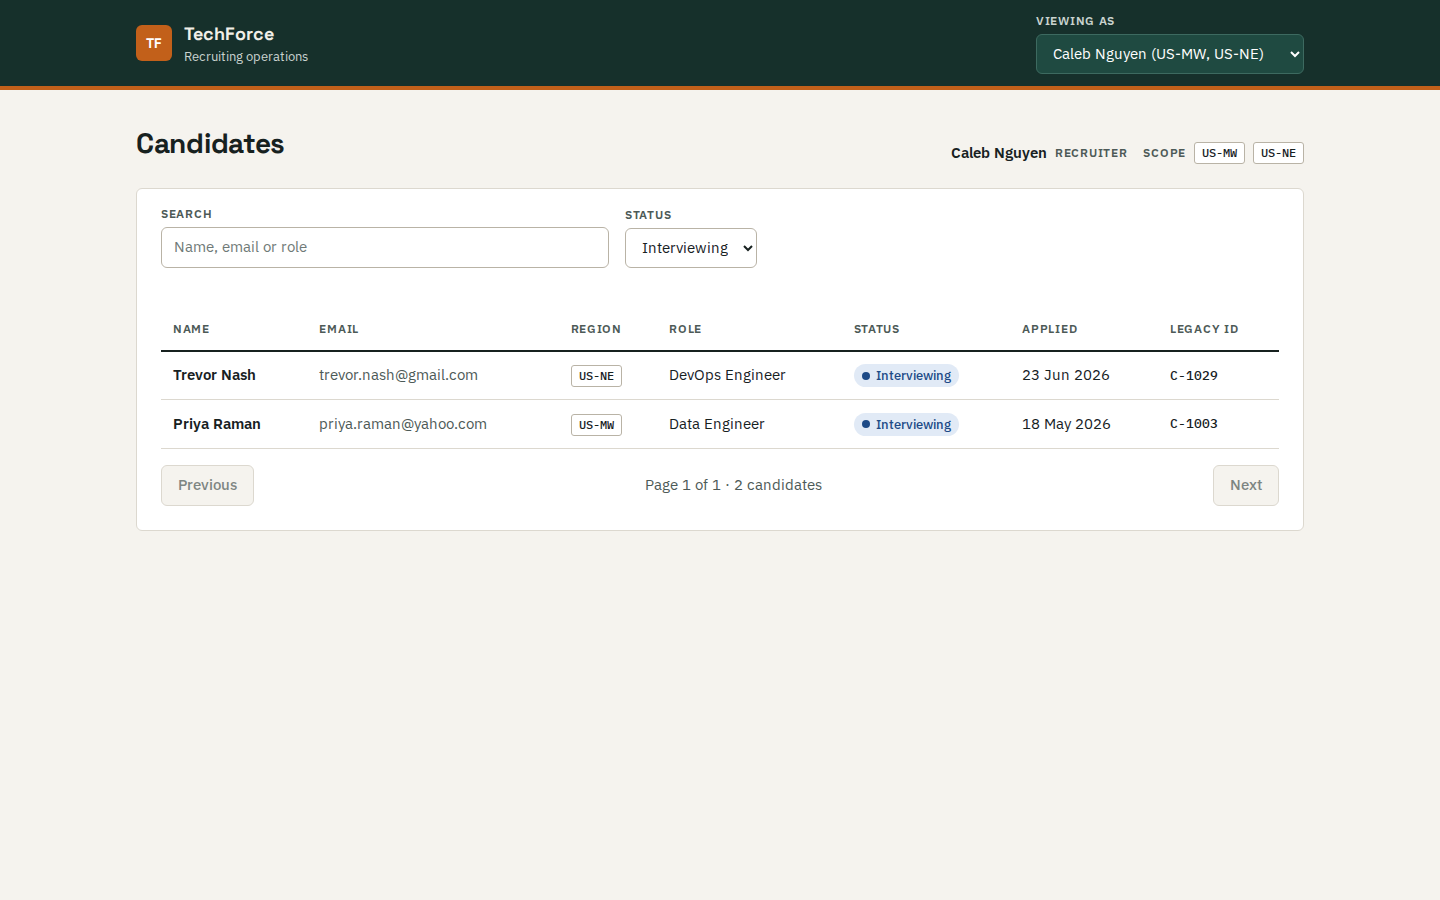 TF
TechForce
Recruiting operations
VIEWING AS
Caleb Nguyen (US-MW, US-NE)
Candidates
Caleb Nguyen RECRUITER SCOPE US-MW US-NE
SEARCH STATUS
Name, email or role Interviewing
NAME EMAIL REGION ROLE STATUS APPLIED LEGACY ID
Trevor Nash trevor.nash@gmail.com US-NE DevOps Engineer Interviewing 23 Jun 2026 C-1029
Priya Raman priya.raman@yahoo.com US-MW Data Engineer Interviewing 18 May 2026 C-1003
Previous Page 1 of 1 · 2 candidates Next